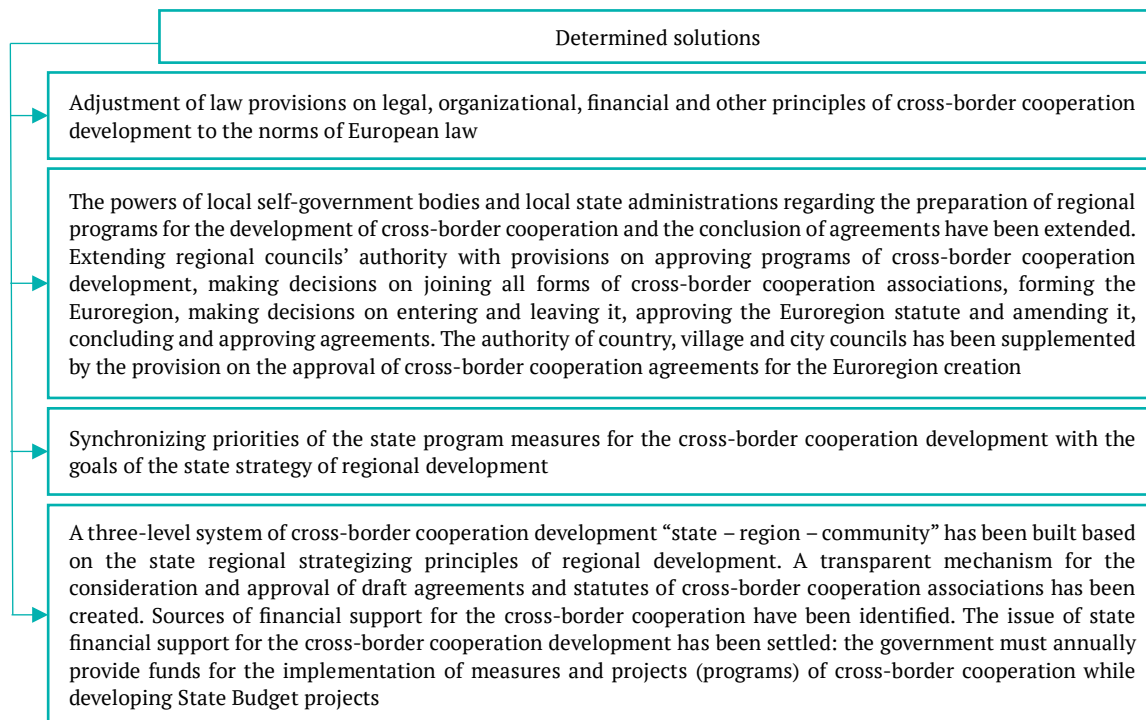 Determined solutions
Adjustment of law provisions on legal, organizational, financial and other principles of cross-border cooperation
development to the norms of European law
The powers of local self-government bodies and local state administrations regarding the preparation of regional
programs for the development of cross-border cooperation and the conclusion of agreements have been extended.
Extending regional councils’ authority with provisions on approving programs of cross-border cooperation
development, making decisions on joining all forms of cross-border cooperation associations, forming the
Euroregion, making decisions on entering and leaving it, approving the Euroregion statute and amending it,
concluding and approving agreements. The authority of country, village and city councils has been supplemented
by the provision on the approval of cross-border cooperation agreements for the Euroregion creation
Synchronizing priorities of the state program measures for the cross-border cooperation development with the
goals of the state strategy of regional development
A three-level system of cross-border cooperation development “state – region – community” has been built based
on the state regional strategizing principles of regional development. A transparent mechanism for the
consideration and approval of draft agreements and statutes of cross-border cooperation associations has been
created. Sources of financial support for the cross-border cooperation have been identified. The issue of state
financial support for the cross-border cooperation development has been settled: the government must annually
provide funds for the implementation of measures and projects (programs) of cross-border cooperation while
developing State Budget projects